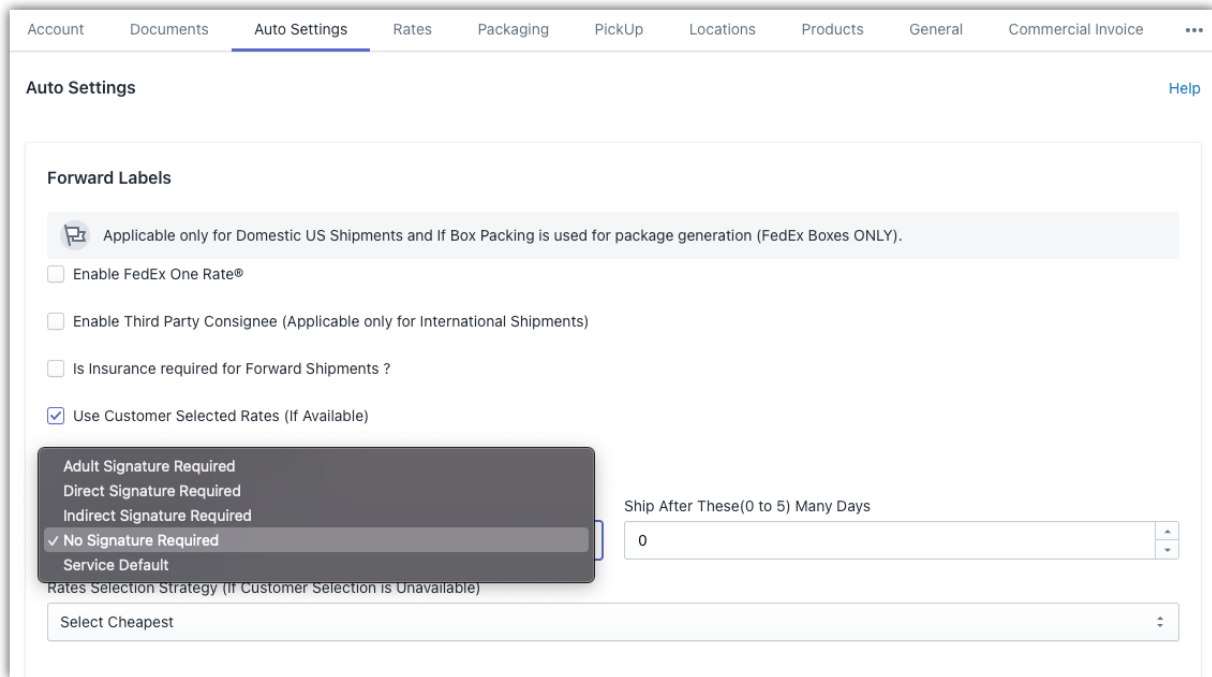 Account Documents Auto Settings Rates Packaging PickUp Locations Products General Commercial Invoice •••
Auto Settings Help
Forward Labels
Applicable only for Domestic US Shipments and If Box Packing is used for package generation (FedEx Boxes ONLY).
Enable FedEx One Rate®
Enable Third Party Consignee (Applicable only for International Shipments)
Is Insurance required for Forward Shipments ?
Use Customer Selected Rates (If Available)
Adult Signature Required
Direct Signature Required
Indirect Signature Required
✓ No Signature Required
Service Default
Ship After These(0 to 5) Many Days
0
Rates Selection Strategy (If Customer Selection is Unavailable)
Select Cheapest